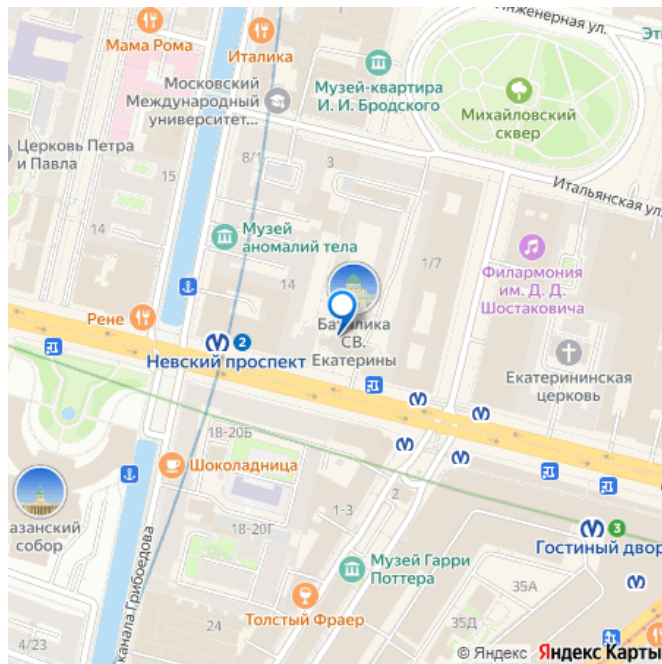 Инженерная ул.
Эт
Мама Рома
Италика
Московский
Международный
университет...
Музей-квартира
И. И. Бродского
Михайловский
сквер
Церковь Петра
и Павла
8/1
3
15
Итальянская ул.
14
Музей
аномалий тела
14
1/7
Филармония
им. Д. Д.
Шостаковича
Рене
2
Невский проспект
СВ.
Екатерины
Екатерининская
церковь
18-20Б
Шоколадница
2
1-3
азанский
собор
18-20Г
3
Гостиный двор
Музей Гарри
Поттера
35А
канала Грибоедова
Толстый Фраер
24
35Д
4/23
© Яндекс Яндекс Карты